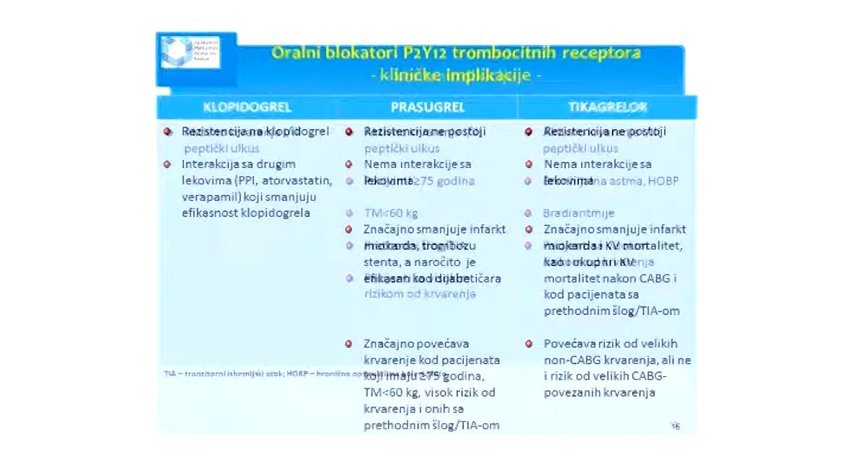 Oralni blokatori P2Y12 trombocitnih receptora
kliničke implikacije -
KLOPIDOGREL
Rezistencija na klopidogrel
peptički ulkus
Interakcija sa drugim
lekovima (PPI, atorvastatin,
verapamil) koji smanjuju
efikasnost klopidogrela
PRASUGREL
Rezistencija ne postoji
peptički ulkus
Nema interakcije sa
lekovima
≥75 godina
TM<60 kg
Značajno smanjuje infarkt
miokarda, trombozu
stenta, a naročito je
efikasan kod dijabetičara
rizikom od krvarenja
Značajno povećava
krvarenje kod pacijenata
koji imaju ≥75 godina,
TM<60 kg, visok rizik od
krvarenja i onih sa
prethodnim šlog/TIA-om
TIKAGRELOR
Rezistencija ne postoji
peptički ulkus
Nema interakcije sa
lekovima
astma, HOBP
Bradiaritmije
Značajno smanjuje infarkt
miokarda i KV mortalitet,
kao i ukupni KV
mortalitet nakon CABG i
kod pacijenata sa
prethodnim šlog/TIA-om
Povećava rizik od velikih
non-CABG krvarenja, ali ne
i rizik od velikih CABG-
povezanih krvarenja
TIA – tranzitorni ishemijski atak; HOBP – hronična
16